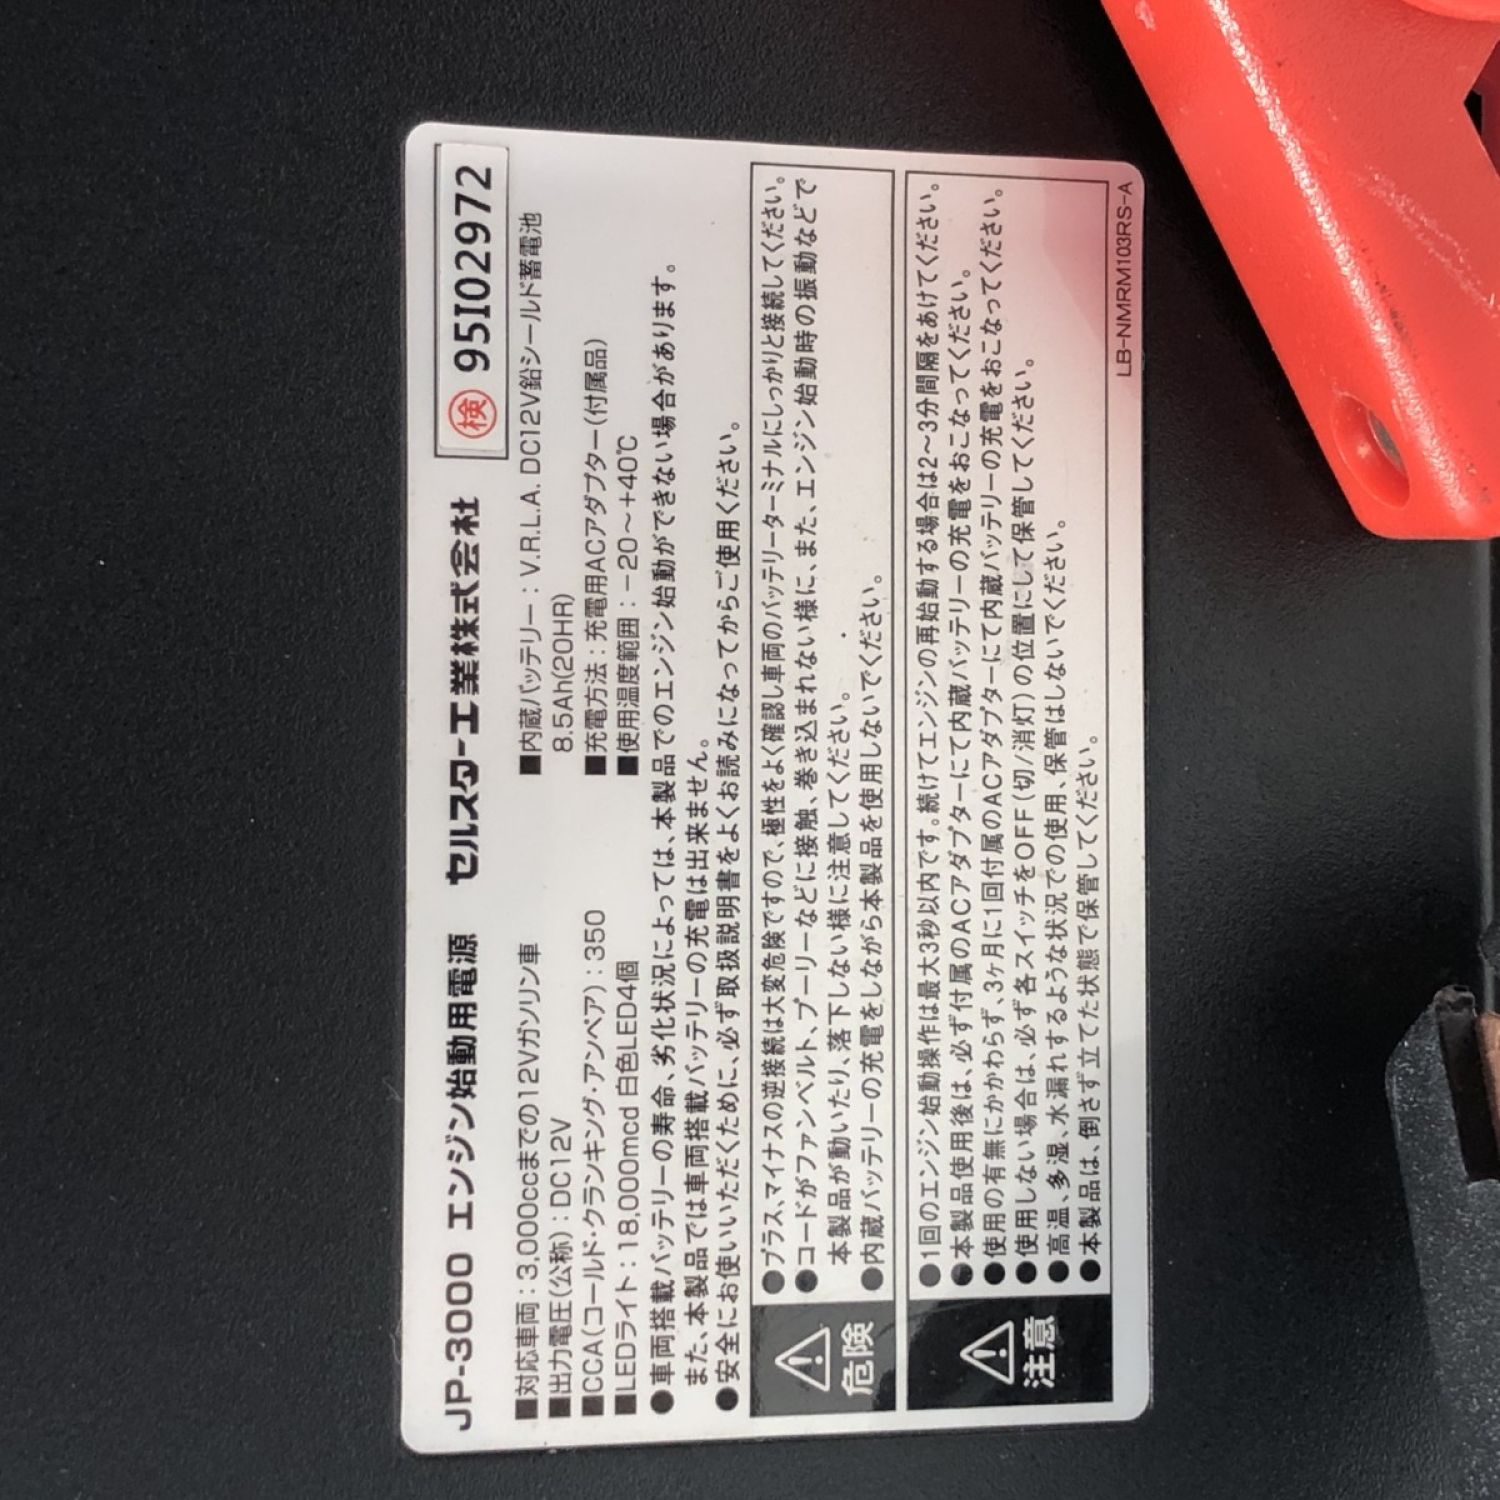 JP-3000 エンジン始動用電源 セルスター工業株式会社
検 95I02972
■対応車両：3,000ccまでの12Vガソリン車
■出力電圧(公称)：DC12V
■CCA(コールド・クランキング・アンペア)：350
■LEDライト：18,000mcd 白色LED4個
■内蔵バッテリー：V.R.L.A. DC12V鉛シールド蓄電池
8.5Ah(20HR)
■充電方法：充電用ACアダプター(付属品)
■使用温度範囲：−20～+40℃
●車両搭載バッテリーの寿命、劣化状況によっては、本製品でのエンジン始動ができない場合があります。
また、本製品では車両搭載バッテリーの充電は出来ません。
●安全にお使いいただくために、必ず取扱説明書をよくお読みになってからご使用ください。
危険
●プラス、マイナスの逆接続は大変危険ですので、極性をよく確認し車両のバッテリーターミナルにしっかりと接続してください。
●コードがファンベルト、プーリーなどに接触、巻き込まれない様に、また、エンジン始動時の振動などで
本製品が動いたり、落下しない様に注意してください。
●内蔵バッテリーの充電をしながら本製品を使用しないでください。
注意
●1回のエンジン始動操作は最大3秒以内です。続けてエンジンの再始動する場合は2～3分間隔をあけてください。
●本製品使用後は、必ず付属のACアダプターにて内蔵バッテリーの充電をおこなってください。
●使用の有無にかかわらず、3ヶ月に1回付属のACアダプターにて内蔵バッテリーの充電をおこなってください。
●使用しない場合は、必ず各スイッチをOFF(切/消灯)の位置にして保管してください。
●高温、多湿、水漏れするような状況での使用、保管はしないでください。
●本製品は、倒さず立てた状態で保管してください。
LB-NMRM103RS-A